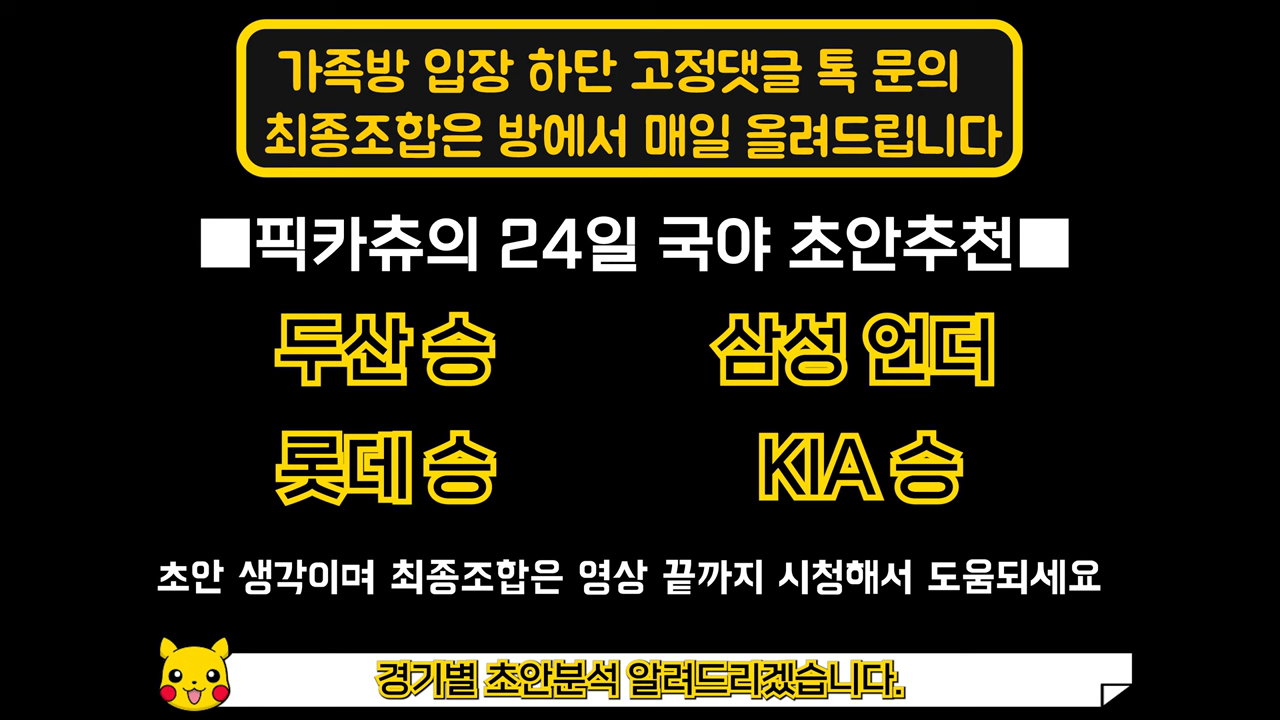 가족방 입장 하단 고정댓글 톡 문의
최종조합은 방에서 매일 올려드립니다
■픽카츄의 24일 국야 초안추천■
두산 승 삼성 언더
롯데 승 KIA 승
초안 생각이며 최종조합은 영상 끝까지 시청해서 도움되세요
경기별 초안분석 알려드리겠습니다.